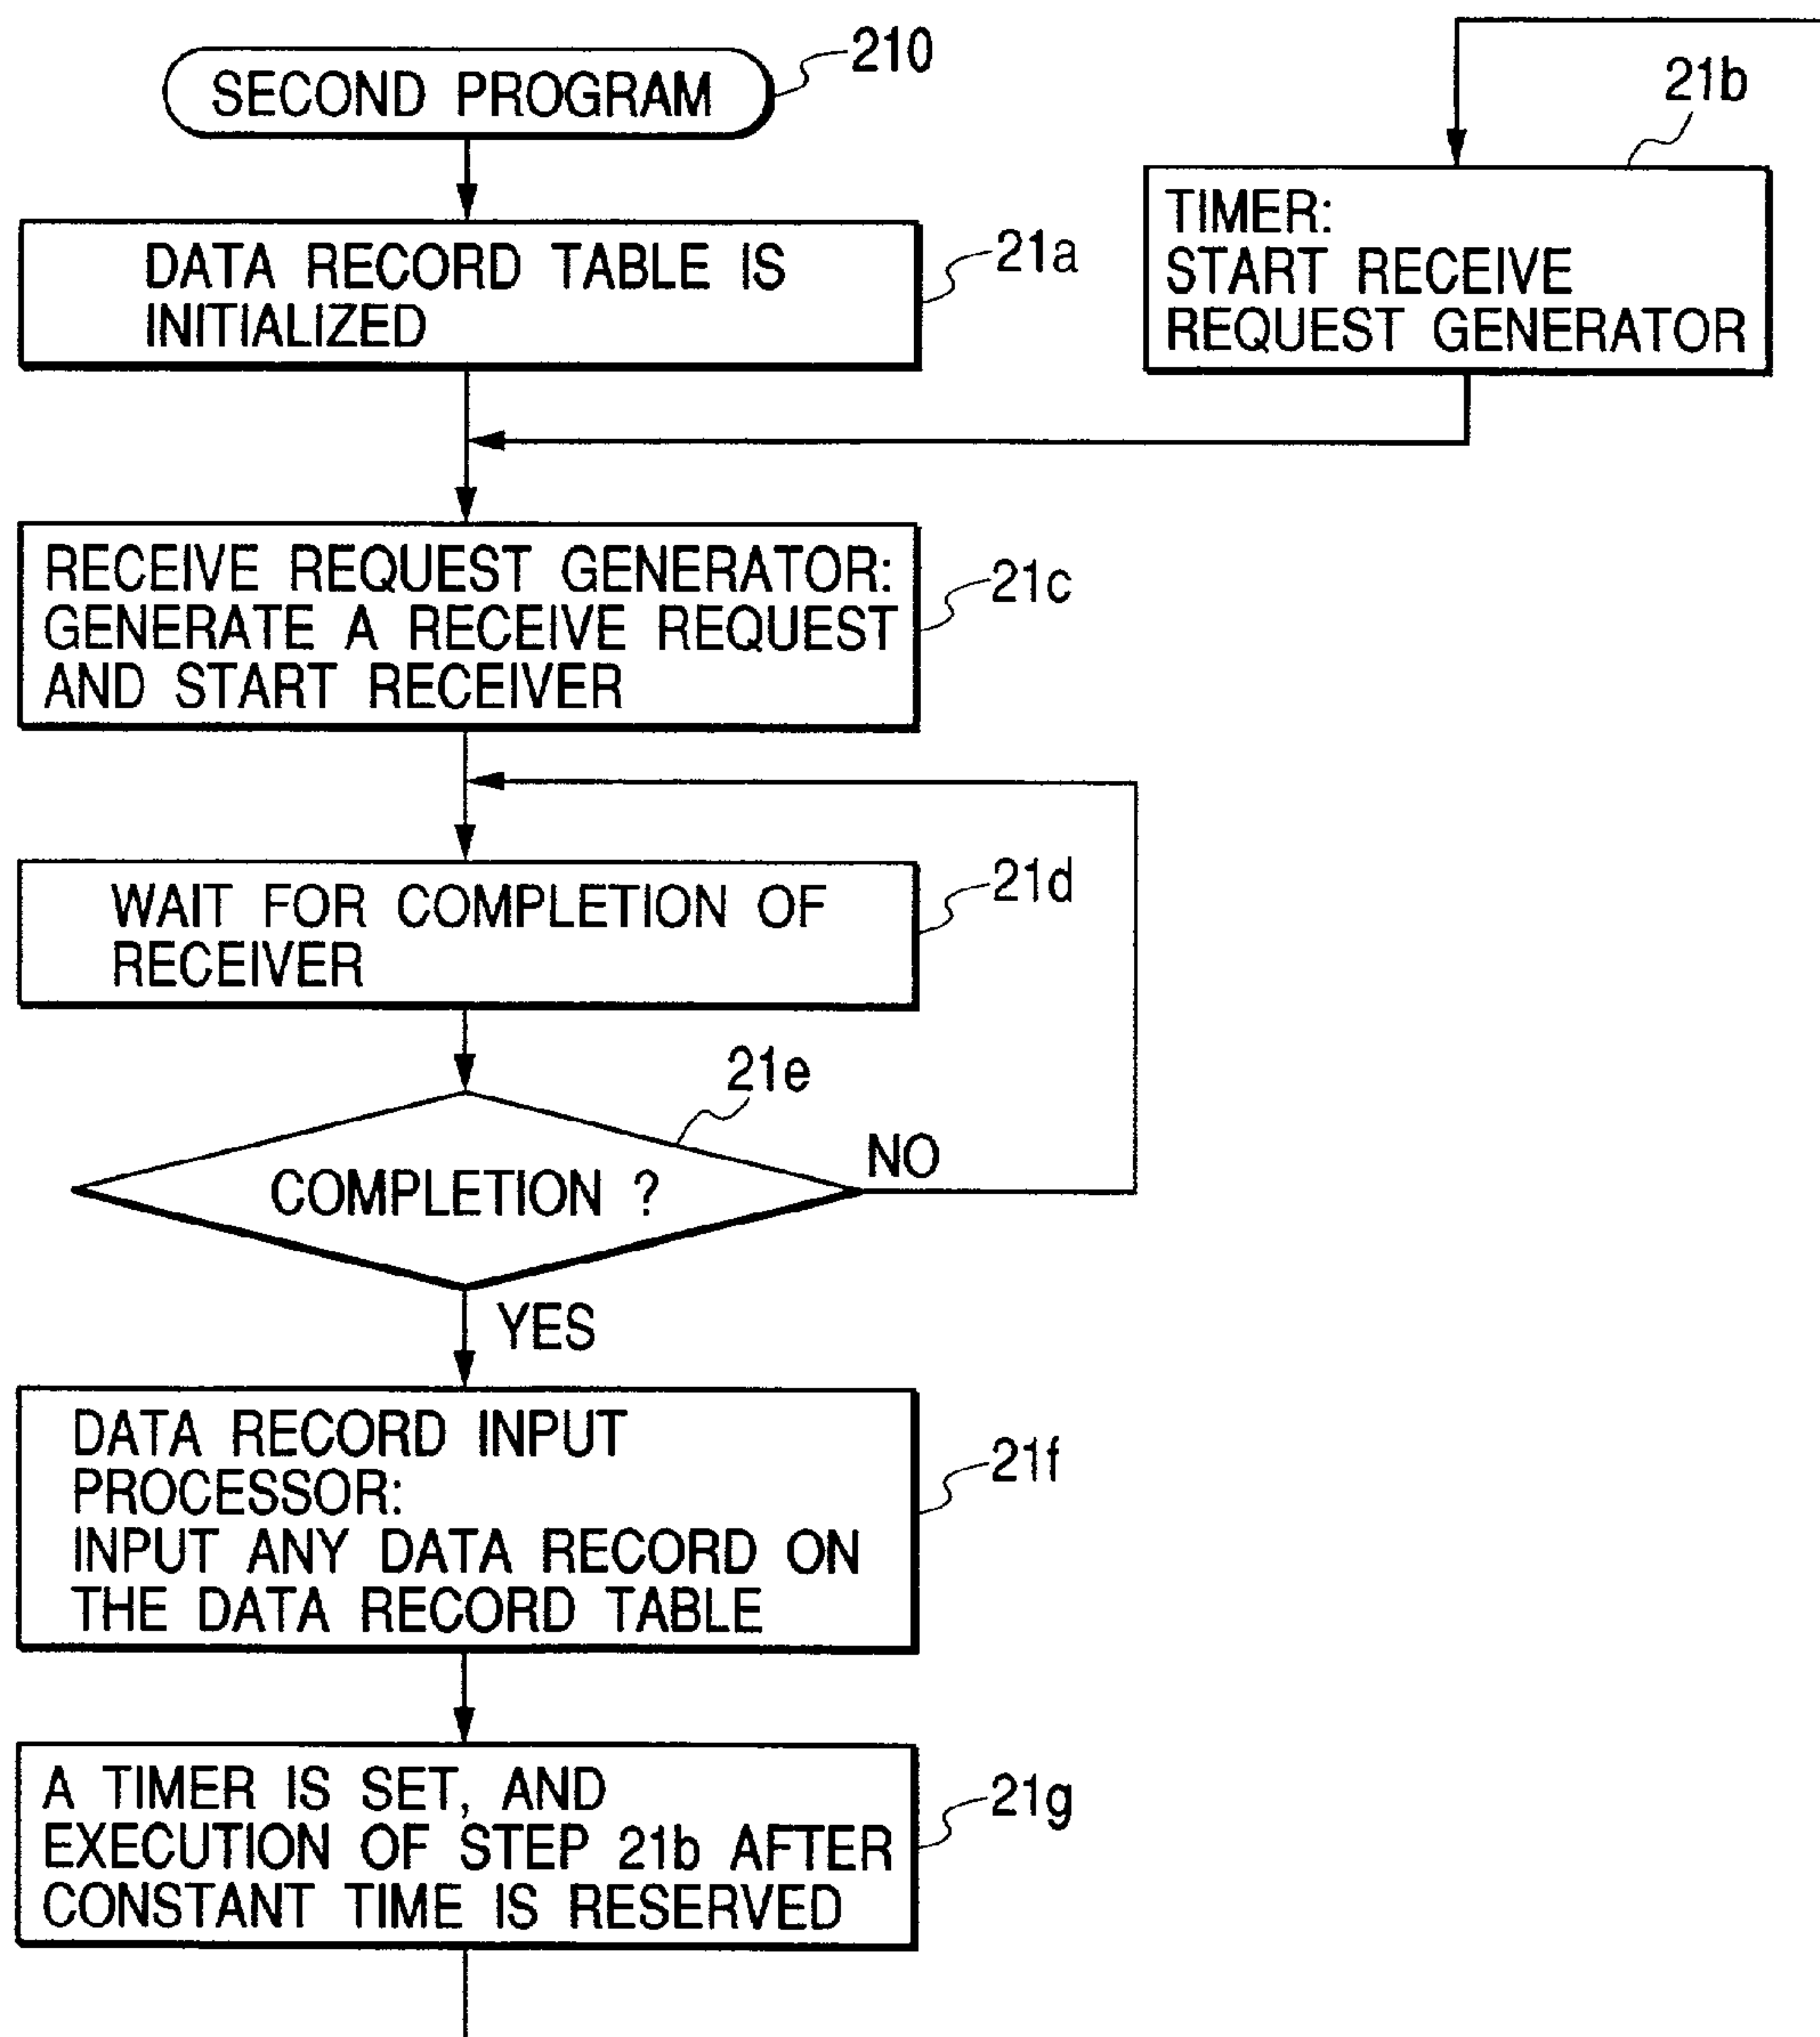 SECOND PROGRAM
210
DATA RECORD TABLE IS
INITIALIZED
21a
21b
TIMER:
START RECEIVE
REQUEST GENERATOR
RECEIVE REQUEST GENERATOR:
GENERATE A RECEIVE REQUEST
AND START RECEIVER
21c
WAIT FOR COMPLETION OF
RECEIVER
21d
21e
COMPLETION ?
NO
YES
DATA RECORD INPUT
PROCESSOR:
INPUT ANY DATA RECORD ON
THE DATA RECORD TABLE
21f
A TIMER IS SET, AND
EXECUTION OF STEP 21b AFTER
CONSTANT TIME IS RESERVED
21g